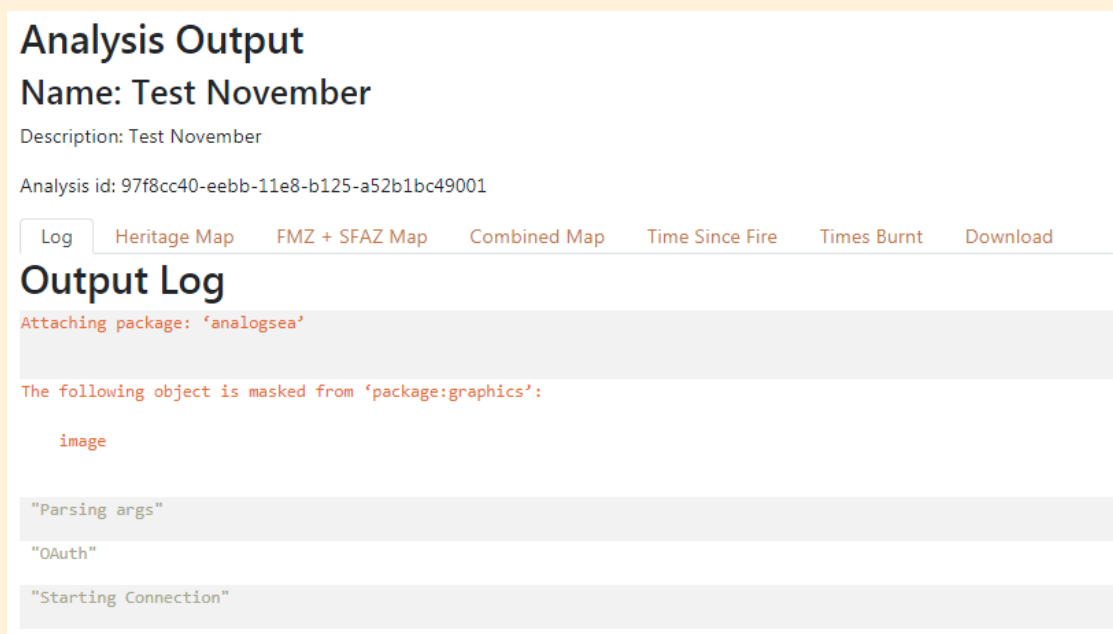 Analysis Output
Name: Test November
Description: Test November
Analysis id: 97f8cc40-eebb-11e8-b125-a52b1bc49001
Log Heritage Map FMZ + SFAZ Map Combined Map Time Since Fire Times Burnt Download
Output Log
Attaching package: ‘analogsea’
The following object is masked from ‘package:graphics’:
image
"Parsing args"
"OAuth"
"Starting Connection"